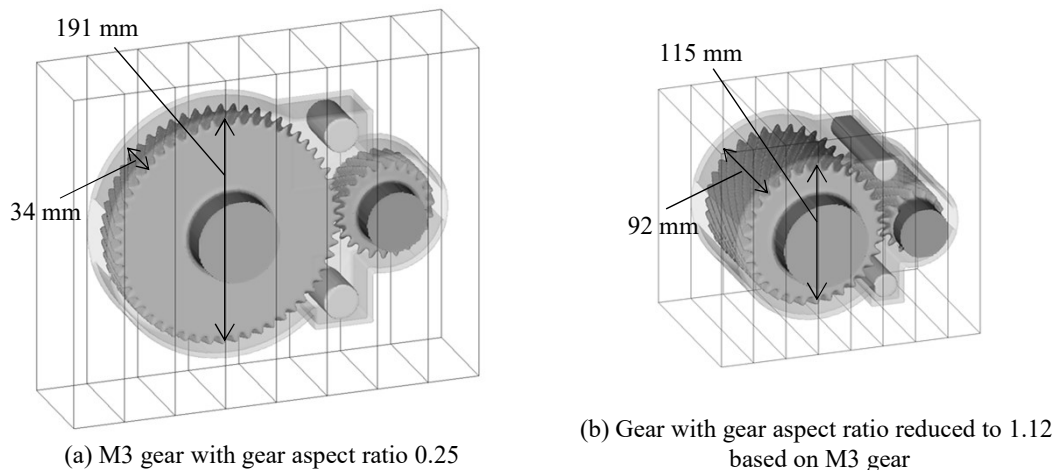 191 mm
34 mm
(a) M3 gear with gear aspect ratio 0.25
115 mm
92 mm
(b) Gear with gear aspect ratio reduced to 1.12
based on M3 gear